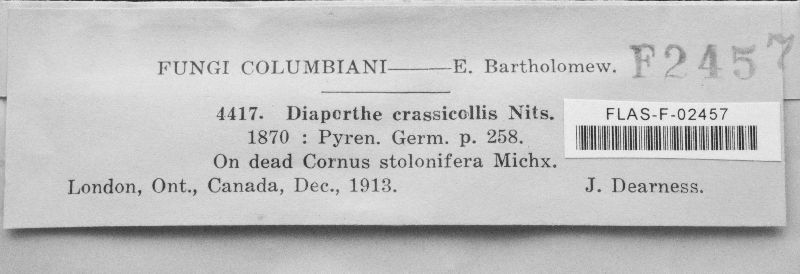 FUNGI COLUMBIANI——E. Bartholomew.
F2457
4417. Diaporthe crassicollis Nits.
FLAS-F-02457
1870 : Pyren. Germ. p. 258.
On dead Cornus stolonifera Michx.
London, Ont., Canada, Dec., 1913.
J. Dearness.